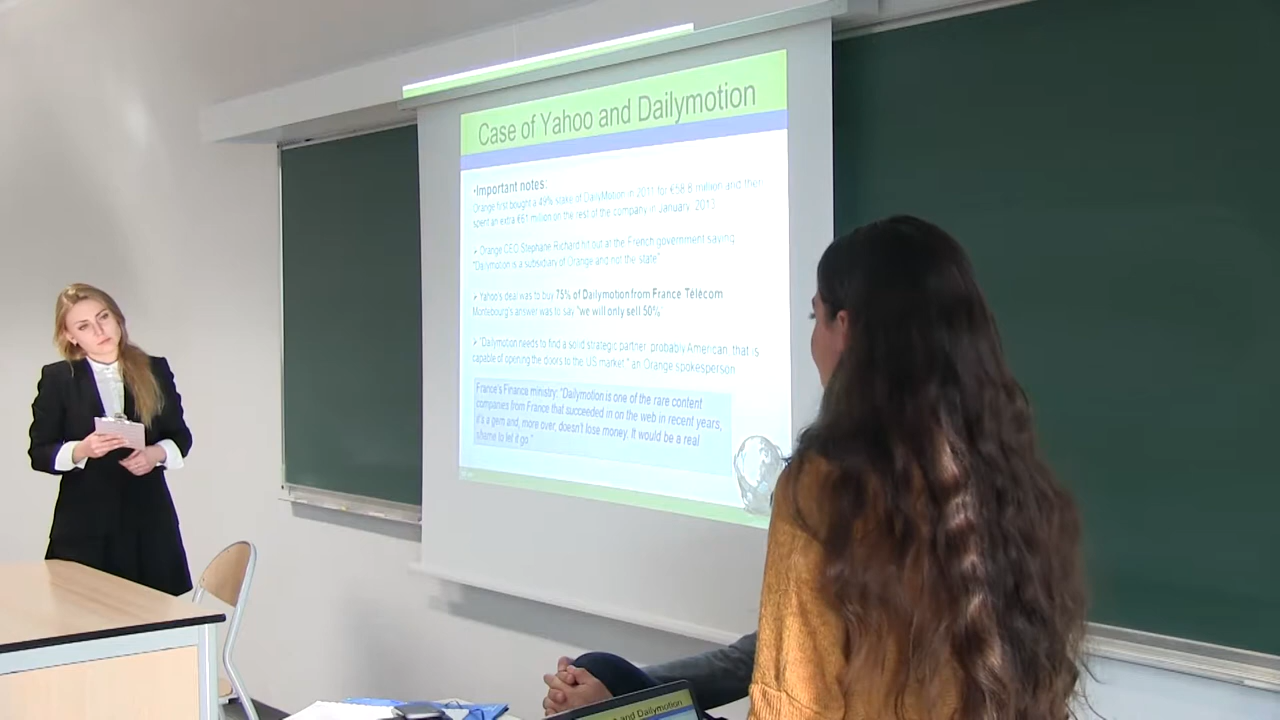 Case of Yahoo and Dailymotion
•Important notes:
Orange first bought a 49% stake of DailyMotion in 2011 for €58.8 million and then
spent an extra €61 million on the rest of the company in January, 2013
➢ Orange CEO Stephane Richard hit out at the French government saying
"Dailymotion is a subsidiary of Orange and not the state"
➢ Yahoo's deal was to buy 75% of Dailymotion from France Télécom
Montebourg's answer was to say "we will only sell 50%"
➢ "Dailymotion needs to find a solid strategic partner, probably American, that is
capable of opening the doors to the US market." an Orange spokesperson
France's Finance ministry: "Dailymotion is one of the rare content
companies from France that succeeded in on the web in recent years,
it's a gem and, more over, doesn't lose money. It would be a real
shame to let it go."
and Dailymotion